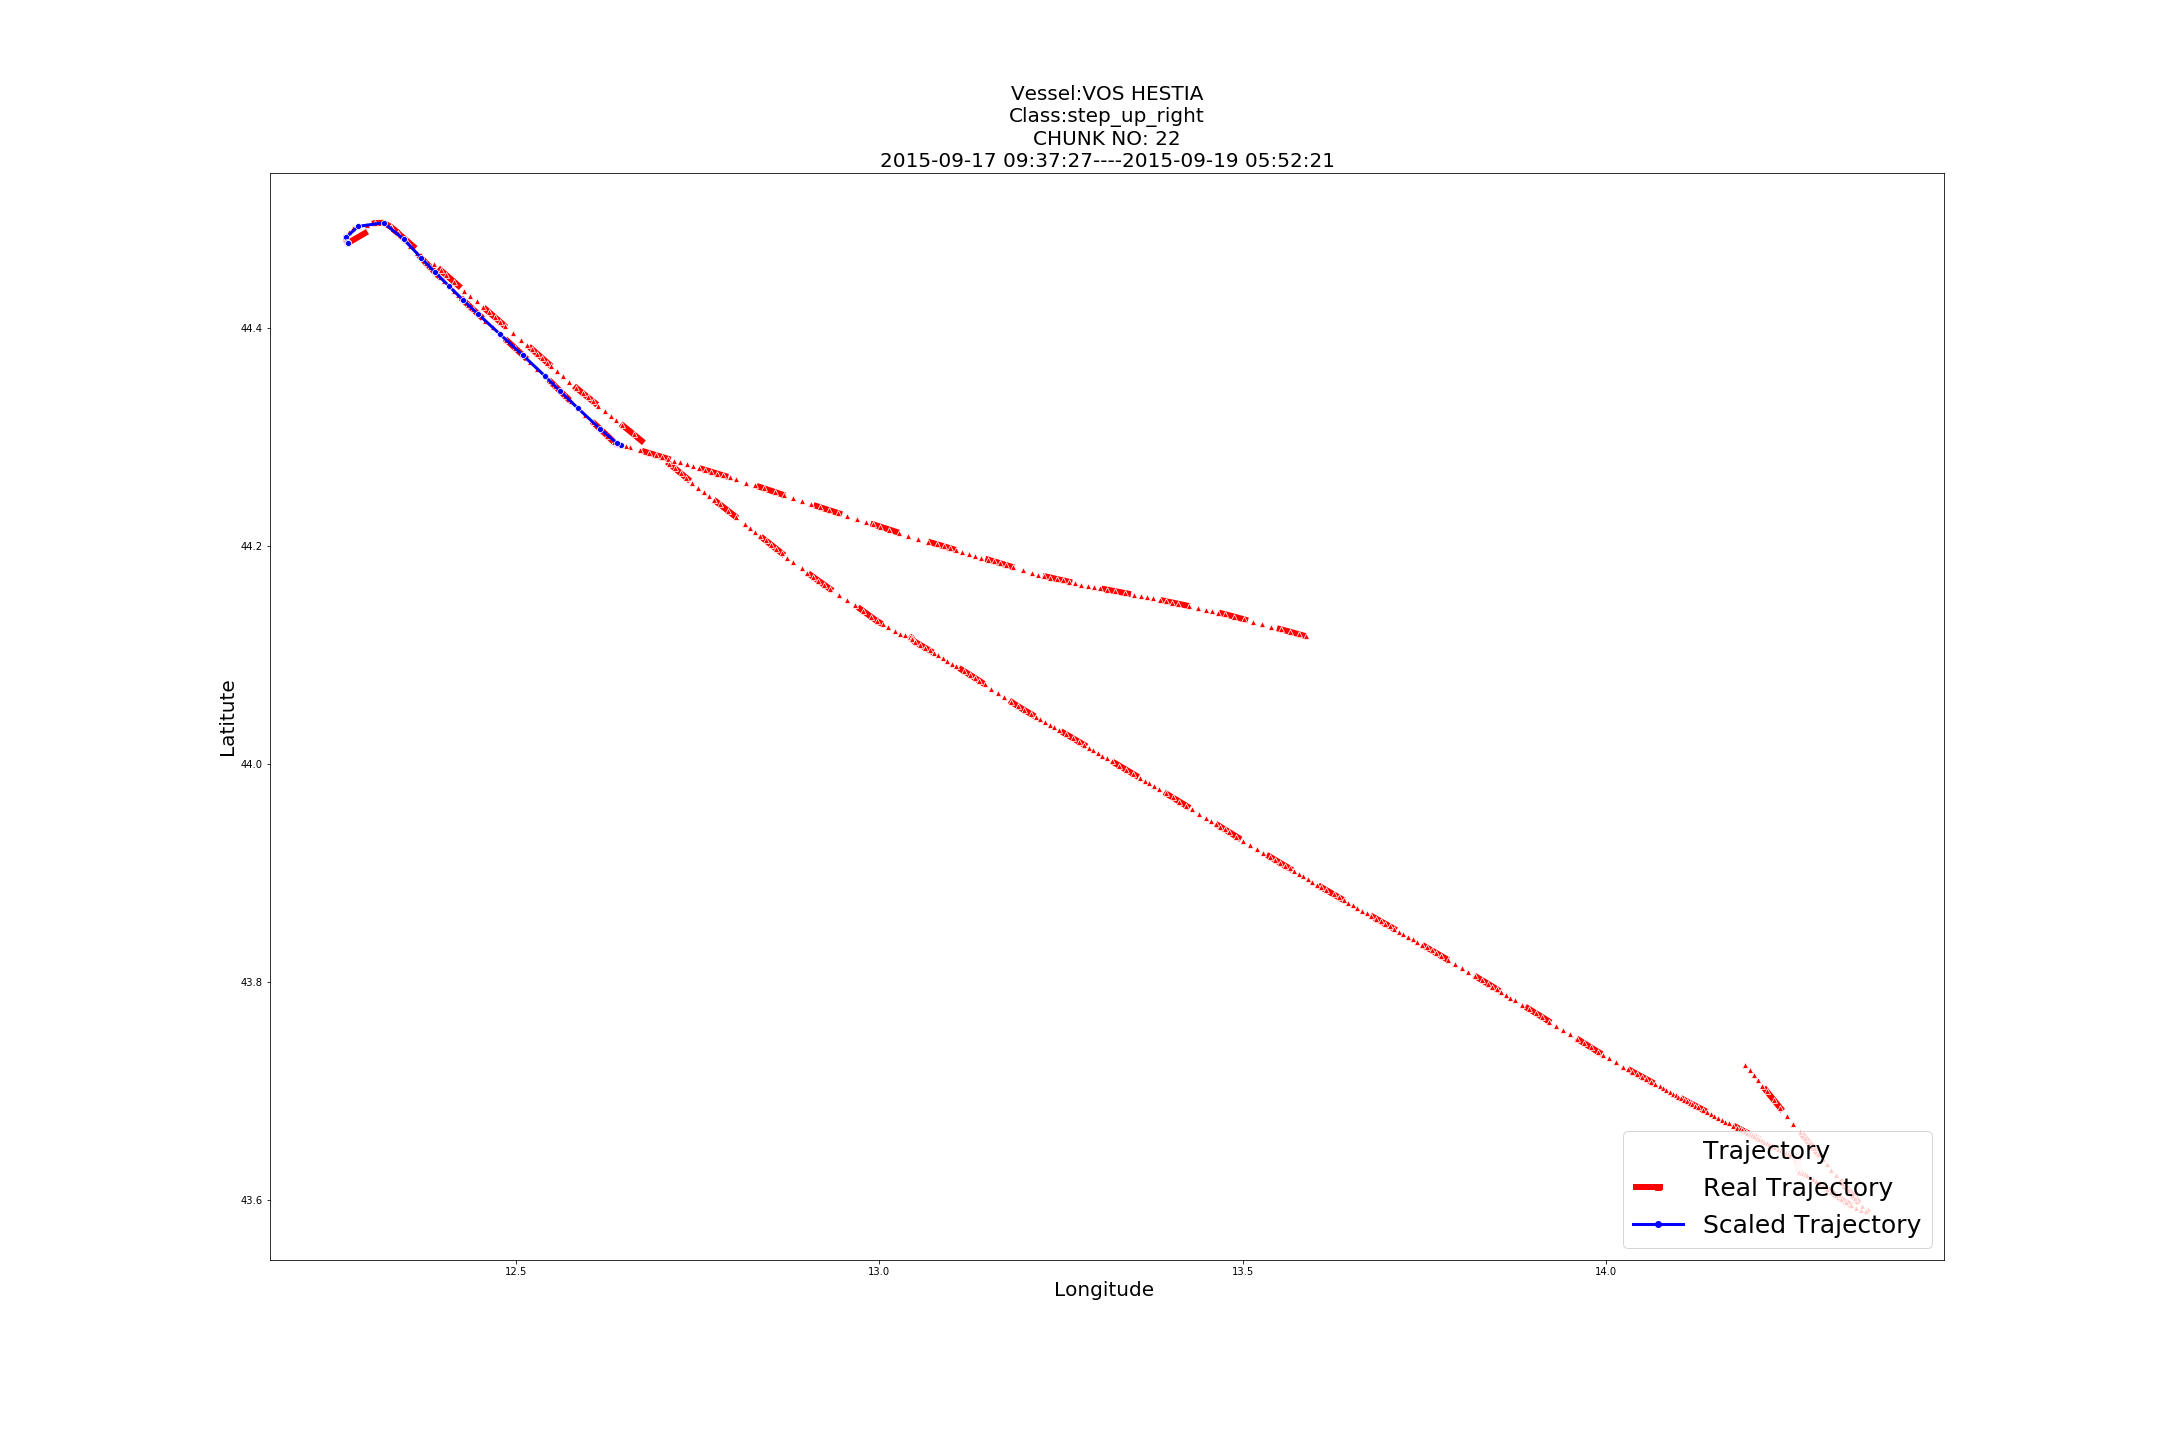 Vessel:VOS HESTIA
Class:step_up_right
CHUNK NO: 22
2015-09-17 09:37:27----2015-09-19 05:52:21
44.4
44.2
44.0
43.8
43.6
Latitute
12.5
13.0
13.5
14.0
Longitude
Trajectory
Real Trajectory
Scaled Trajectory